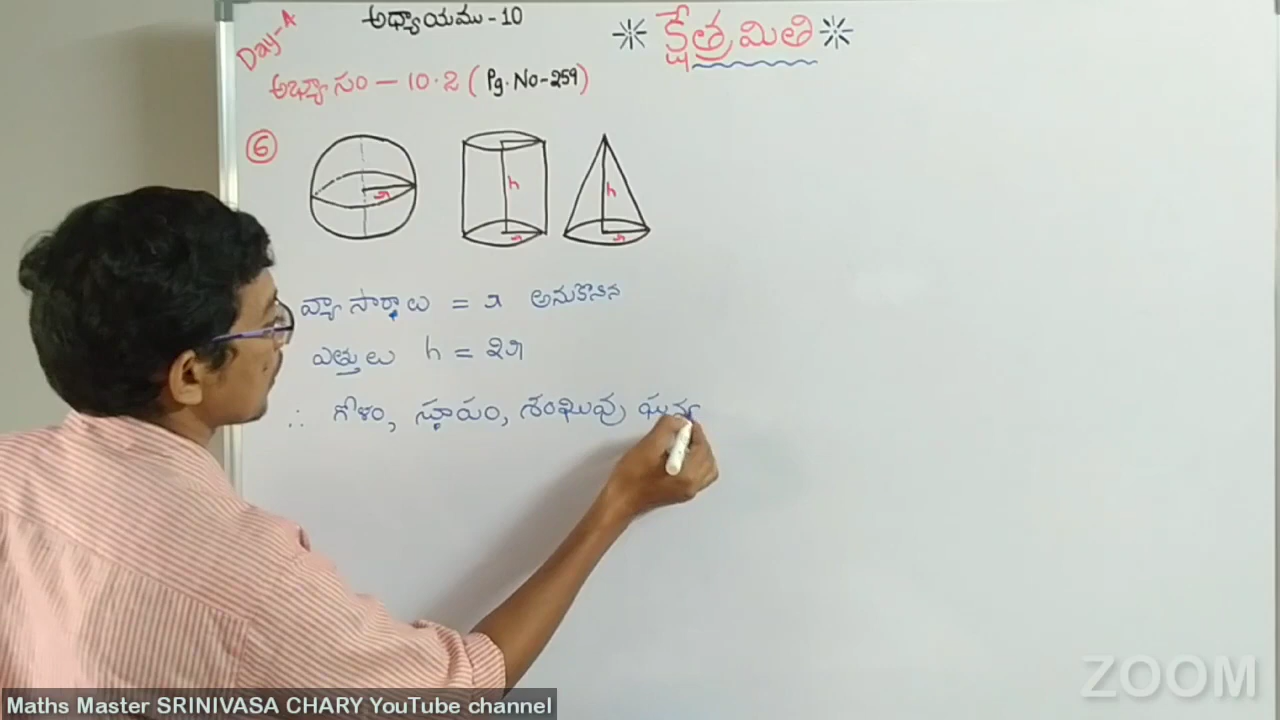 Day-A
అధ్యాయము - 10
* క్షేత్రమితి *
అభ్యాసం - 10.2 ( Pg.No-259)
6
r
h
r
h
r
వ్యాసార్థాలు = r అనుకొనిన
ఎత్తులు h = 2r
∴ గోళం, స్థూపం, శంఖువు ఘన
ZOOM
Maths Master SRINIVASA CHARY YouTube channel